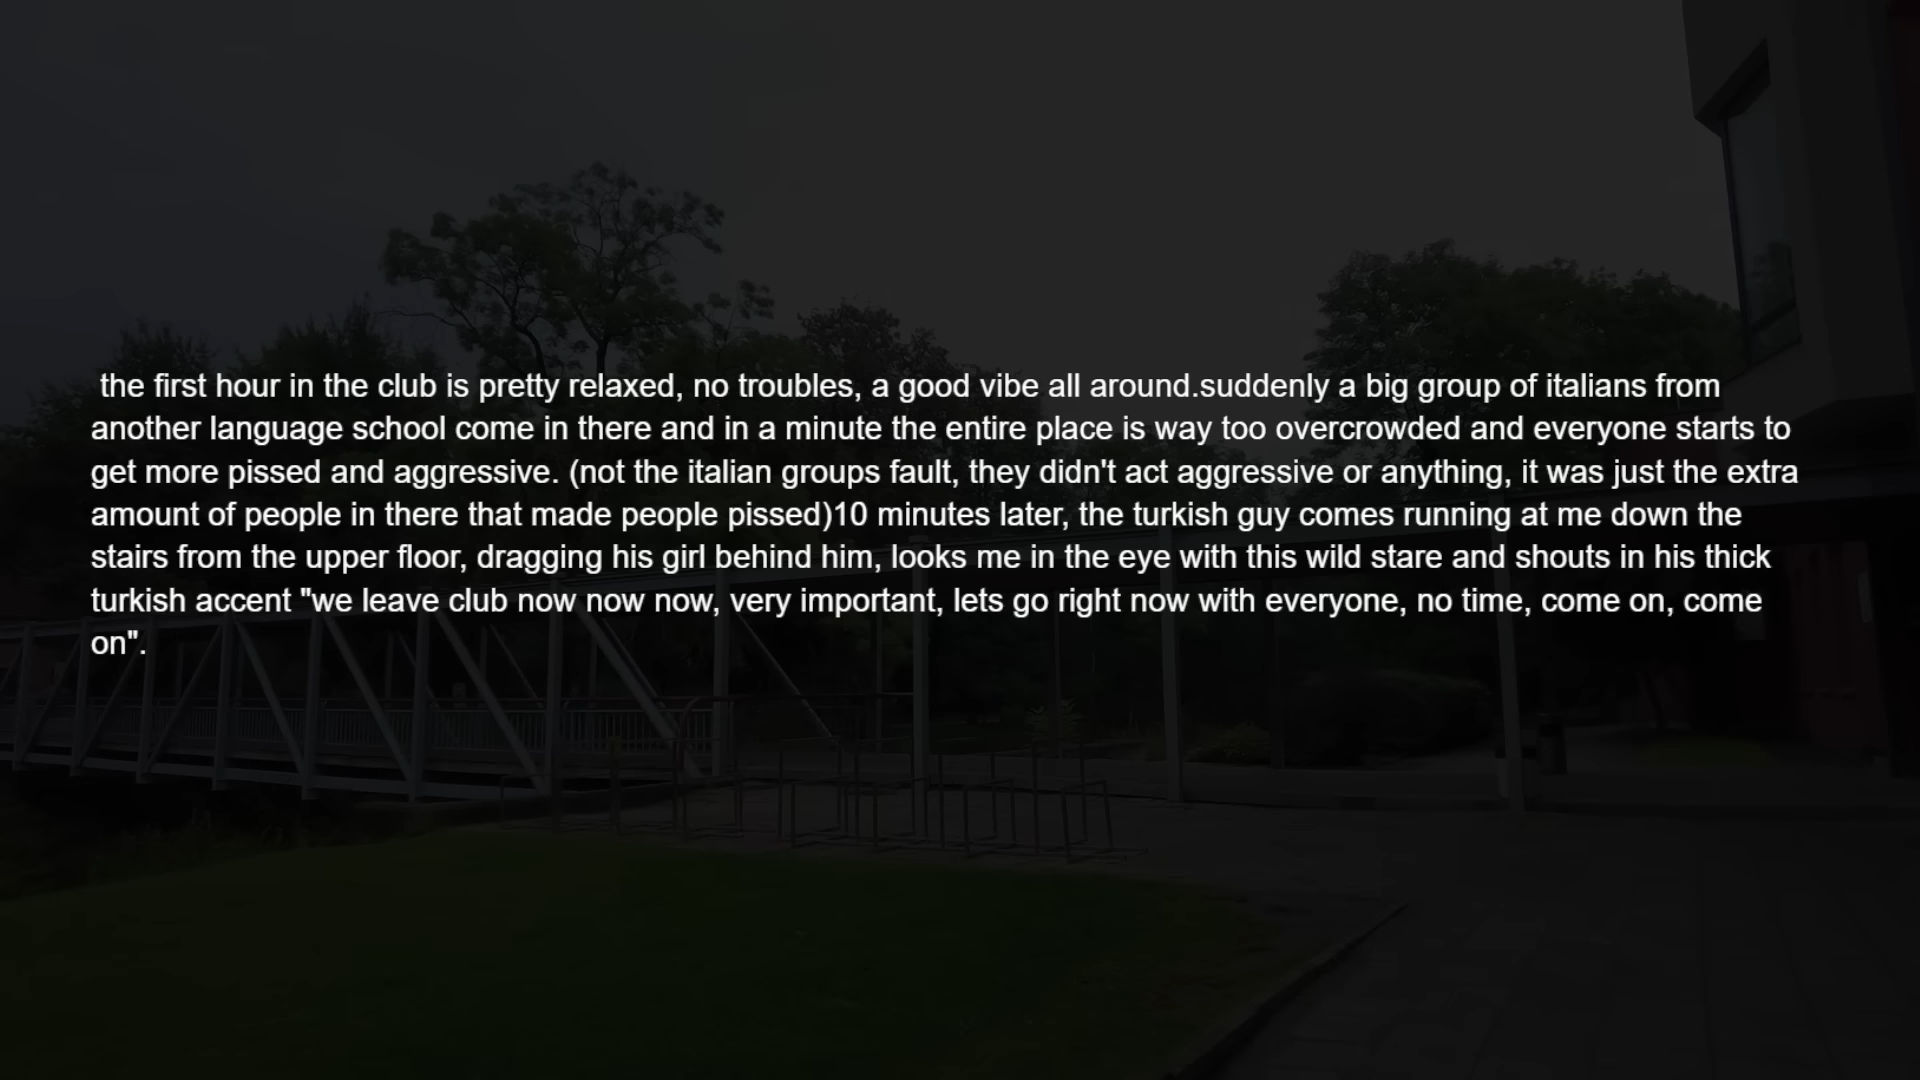 the first hour in the club is pretty relaxed, no troubles, a good vibe all around.suddenly a big group of italians from
another language school come in there and in a minute the entire place is way too overcrowded and everyone starts to
get more pissed and aggressive. (not the italian groups fault, they didn't act aggressive or anything, it was just the extra
amount of people in there that made people pissed)10 minutes later, the turkish guy comes running at me down the
stairs from the upper floor, dragging his girl behind him, looks me in the eye with this wild stare and shouts in his thick
turkish accent "we leave club now now now, very important, lets go right now with everyone, no time, come on, come
on".